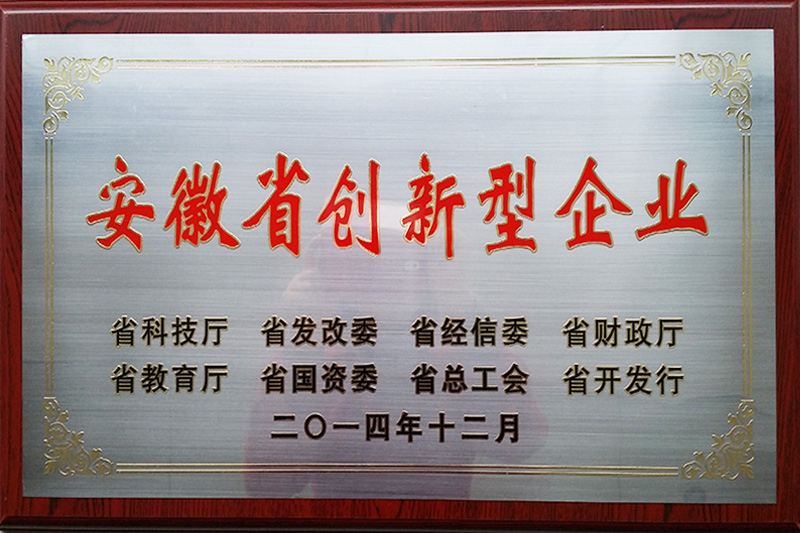 安徽省创新型企业
省科技厅 省发改委 省经信委 省财政厅
省教育厅 省国资委 省总工会 省开发行
二〇一四年十二月